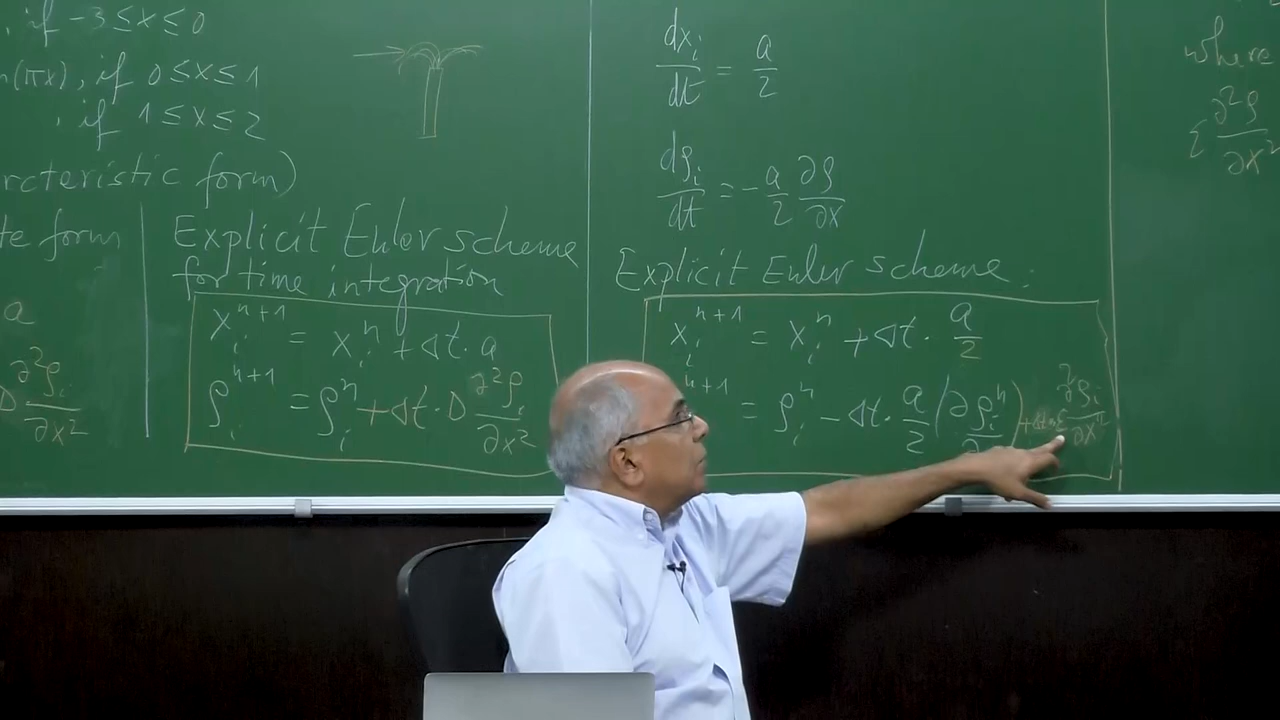 , if -3 ≤ x ≤ 0
n(πx), if 0 ≤ x ≤ 1
, if 1 ≤ x ≤ 2
arcteristic form)
te form
a
D ∂²ρᵢ/∂x²
Explicit Euler scheme
for time integration
xᵢⁿ⁺¹ = xᵢⁿ + Δt · a
ρᵢⁿ⁺¹ = ρᵢⁿ + Δt · D ∂²ρᵢ/∂x²
dxᵢ/dt = a/2
dρᵢ/dt = - a/2 ∂ρ/∂x
Explicit Euler scheme :
xᵢⁿ⁺¹ = xᵢⁿ + Δt · a/2
ⁿ⁺¹ = ρᵢⁿ - Δt · a/2 (∂ρᵢⁿ/∂) + Δt ∂²ρᵢ/∂x²
where
∂²ρ/∂x²